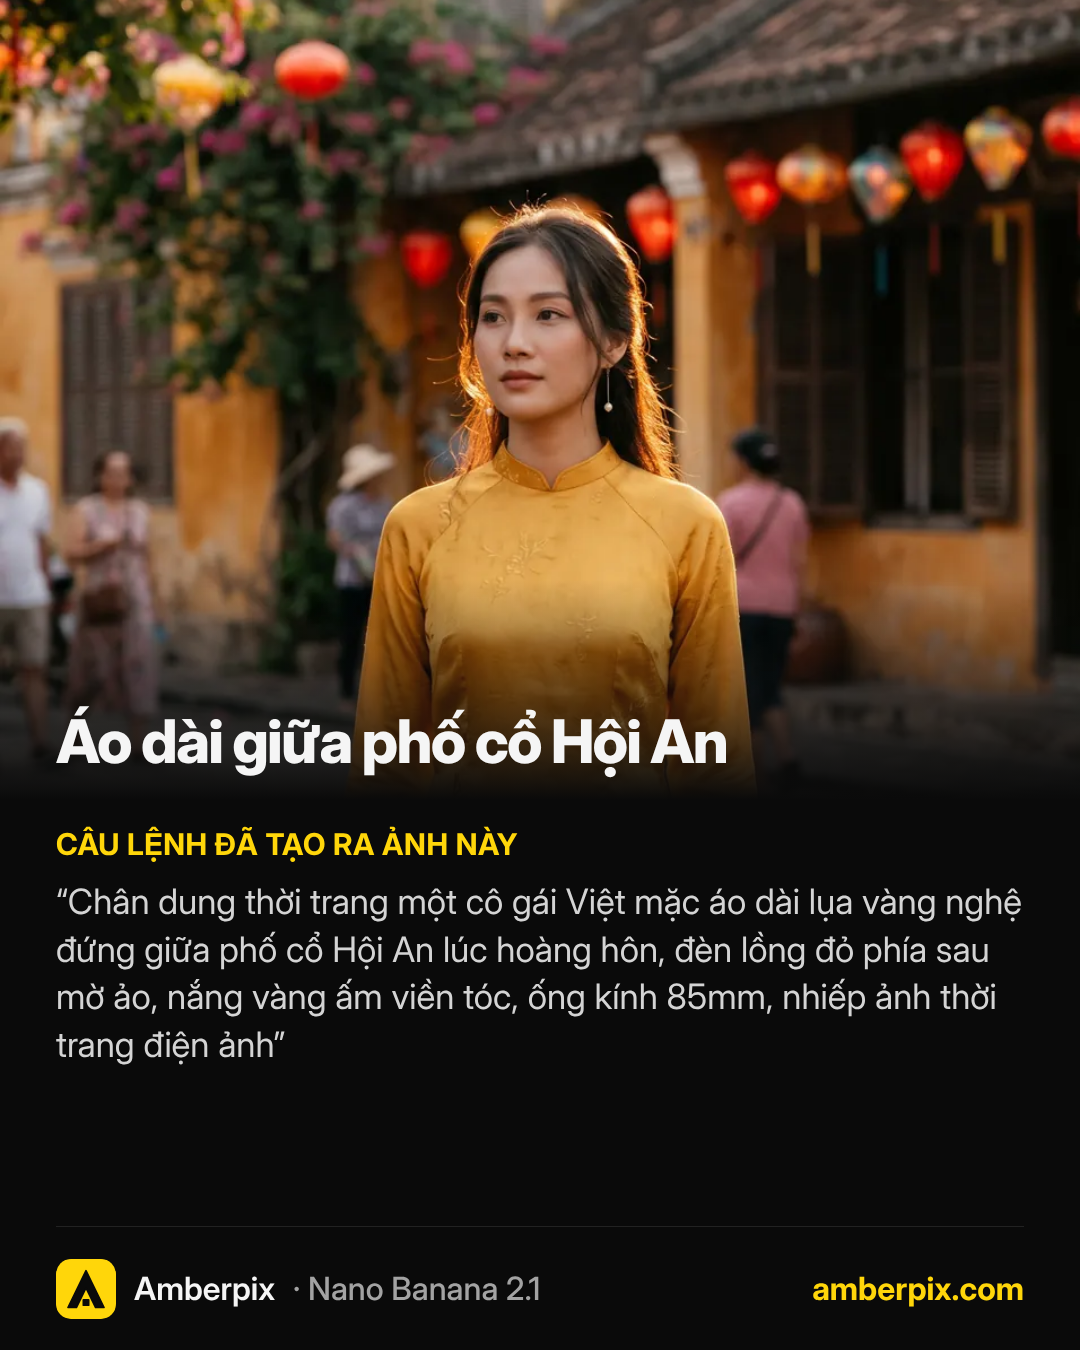 Áo dài giữa phố cổ Hội An
CÂU LỆNH ĐÃ TẠO RA ẢNH NÀY
“Chân dung thời trang một cô gái Việt mặc áo dài lụa vàng nghệ
đứng giữa phố cổ Hội An lúc hoàng hôn, đèn lồng đỏ phía sau
mờ ảo, nắng vàng ấm viền tóc, ống kính 85mm, nhiếp ảnh thời
trang điện ảnh”
Amberpix · Nano Banana 2.1
amberpix.com